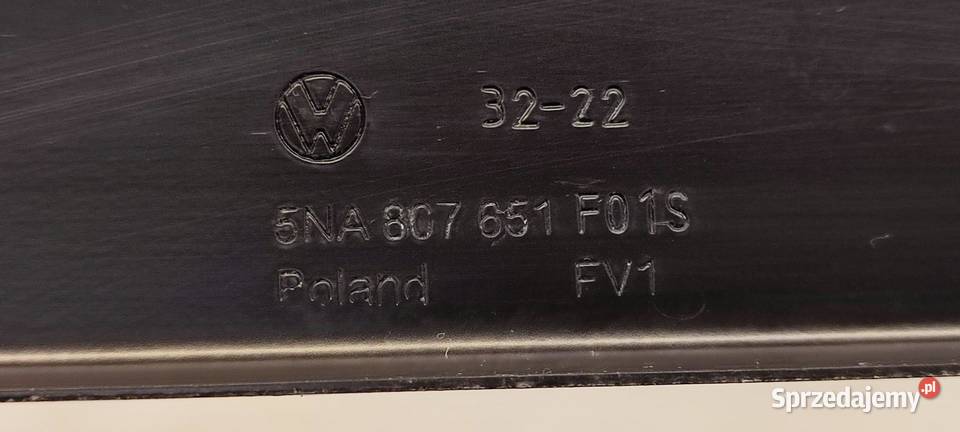 32-22
5NA 807 651 F01S
Poland FV1
Sprzedajemy.pl